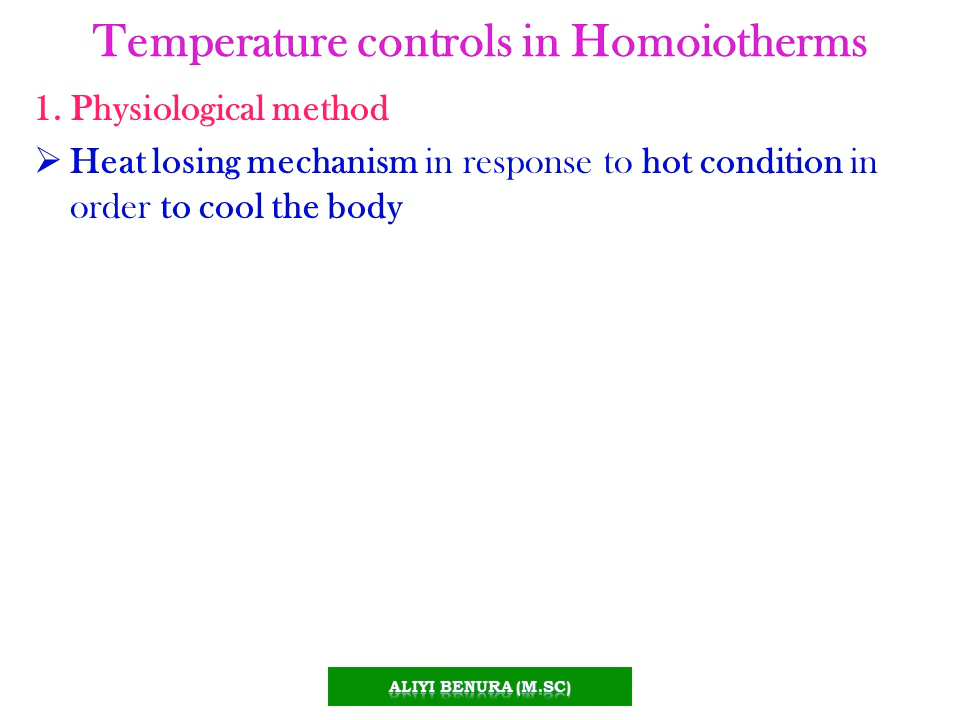 Temperature controls in Homoiotherms
1. Physiological method
➢ Heat losing mechanism in response to hot condition in
order to cool the body
ALIYI BENURA (M.SC)